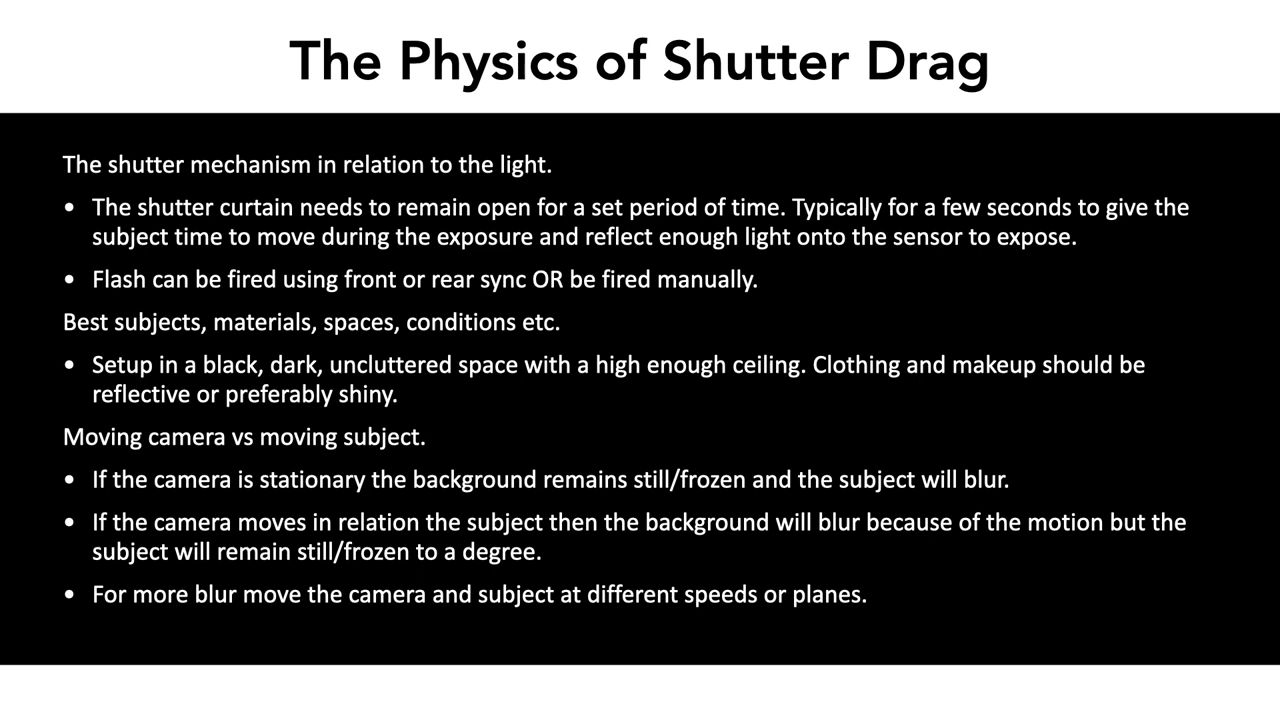 The Physics of Shutter Drag
The shutter mechanism in relation to the light.
• The shutter curtain needs to remain open for a set period of time. Typically for a few seconds to give the
subject time to move during the exposure and reflect enough light onto the sensor to expose.
• Flash can be fired using front or rear sync OR be fired manually.
Best subjects, materials, spaces, conditions etc.
• Setup in a black, dark, uncluttered space with a high enough ceiling. Clothing and makeup should be
reflective or preferably shiny.
Moving camera vs moving subject.
• If the camera is stationary the background remains still/frozen and the subject will blur.
• If the camera moves in relation the subject then the background will blur because of the motion but the
subject will remain still/frozen to a degree.
• For more blur move the camera and subject at different speeds or planes.